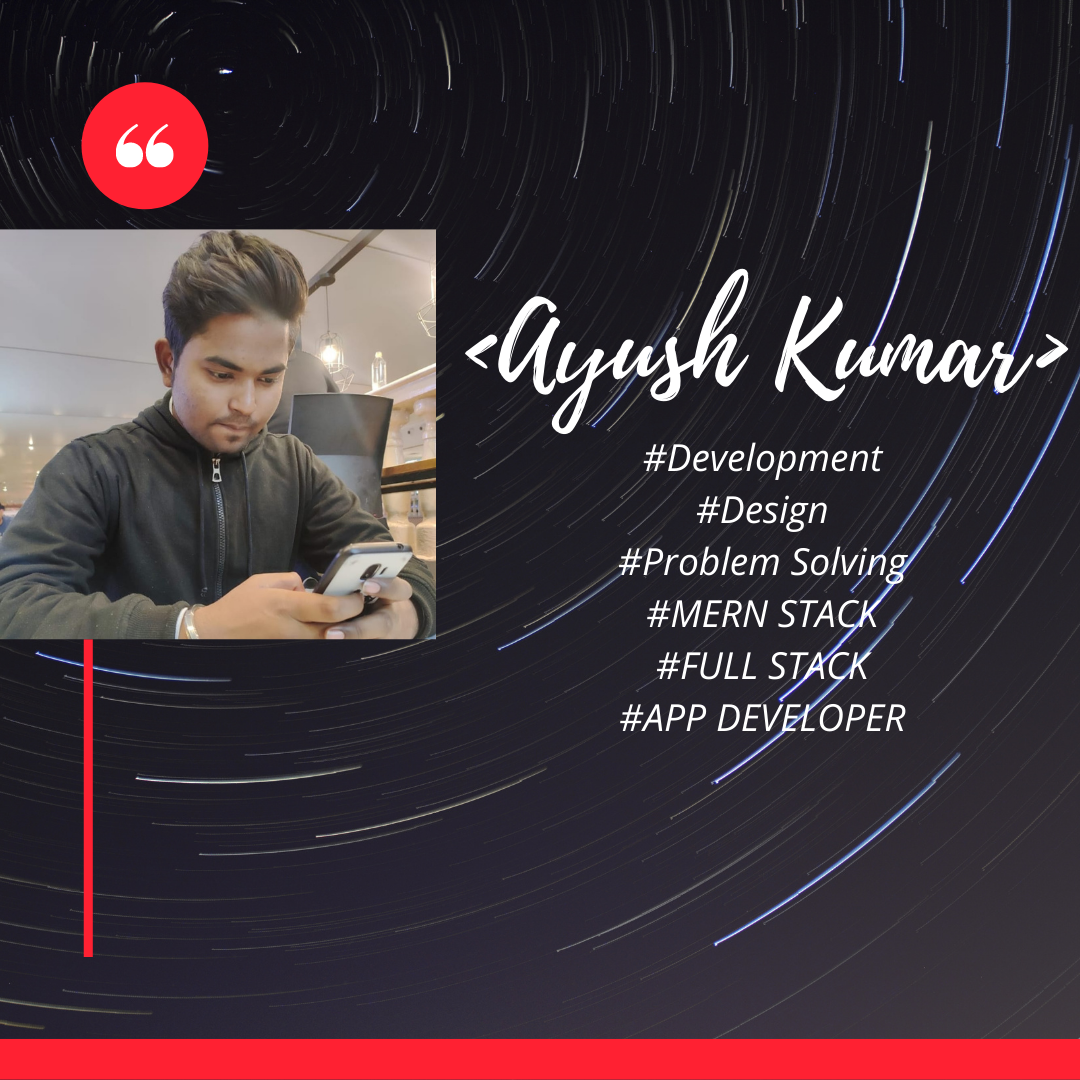 ❝
<Ayush Kumar>
#Development
#Design
#Problem Solving
#MERN STACK
#FULL STACK
#APP DEVELOPER